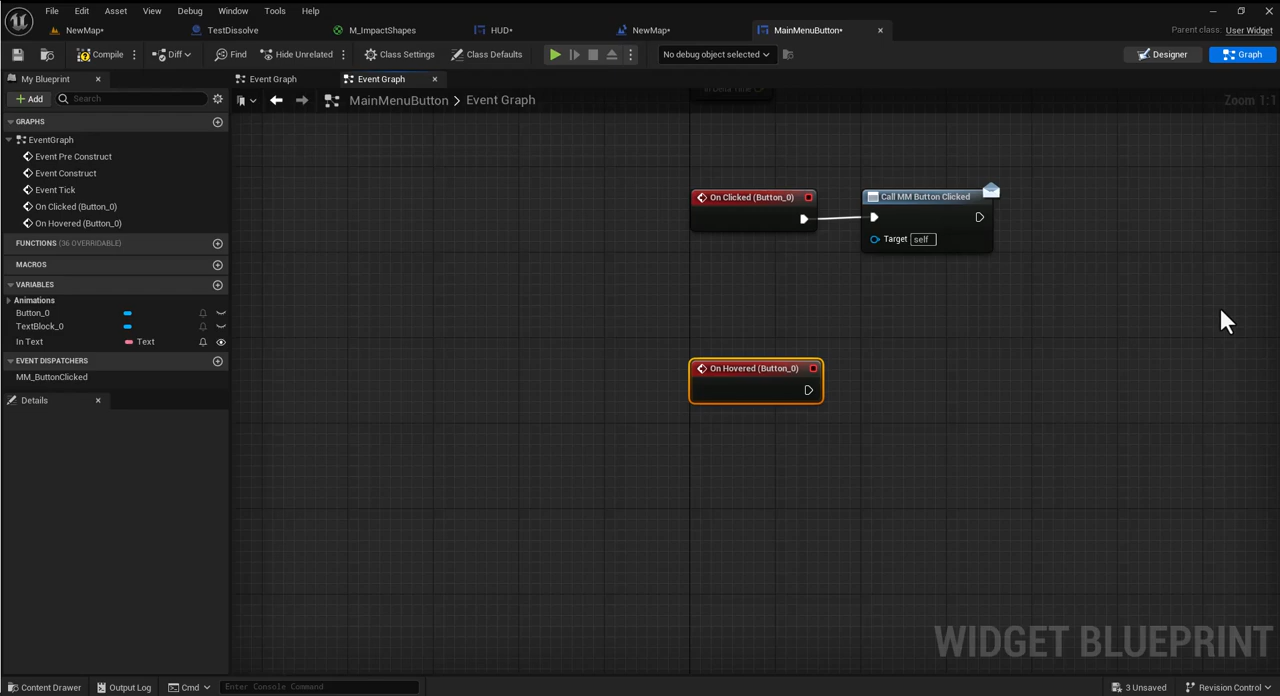 File Edit Asset View Debug Window Tools Help
NewMap• TestDissolve M_ImpactShapes HUD• NewMap• MainMenuButton• Parent class: User Widget
Compile Diff Find Hide Unrelated Class Settings Class Defaults No debug object selected Designer Graph
My Blueprint Event Graph Event Graph
Add Search MainMenuButton > Event Graph Zoom 1:1
In Delta Time
GRAPHS
EventGraph
Event Pre Construct
Event Construct
Event Tick
On Clicked (Button_0)
On Hovered (Button_0)
FUNCTIONS (36 OVERRIDABLE)
MACROS
VARIABLES
Animations
Button_0
TextBlock_0
In Text Text
EVENT DISPATCHERS
MM_ButtonClicked
Details
On Clicked (Button_0)
Call MM Button Clicked
Target self
On Hovered (Button_0)
WIDGET BLUEPRINT
Content Drawer Output Log Cmd Enter Console Command 3 Unsaved Revision Control